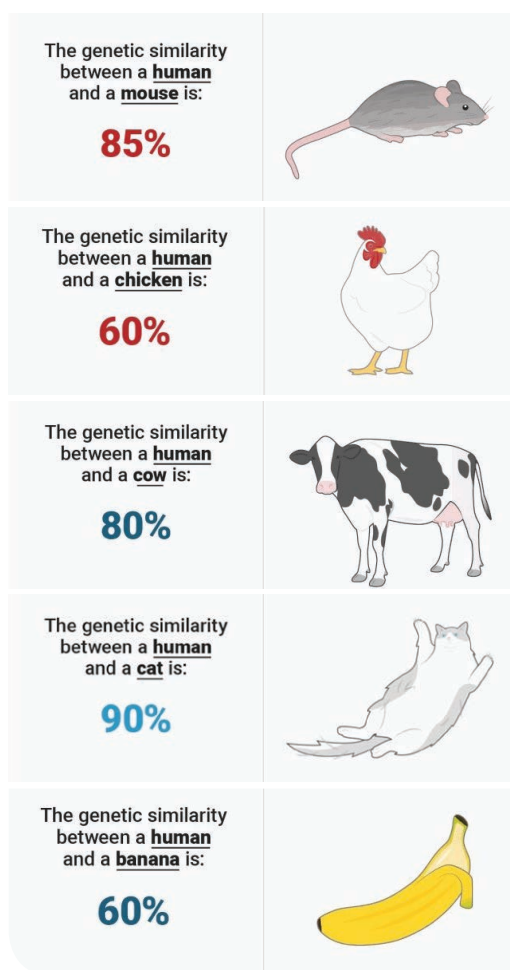 The genetic similarity
between a human
and a mouse is:
85%
The genetic similarity
between a human
and a chicken is:
60%
The genetic similarity
between a human
and a cow is:
80%
The genetic similarity
between a human
and a cat is:
90%
The genetic similarity
between a human
and a banana is:
60%